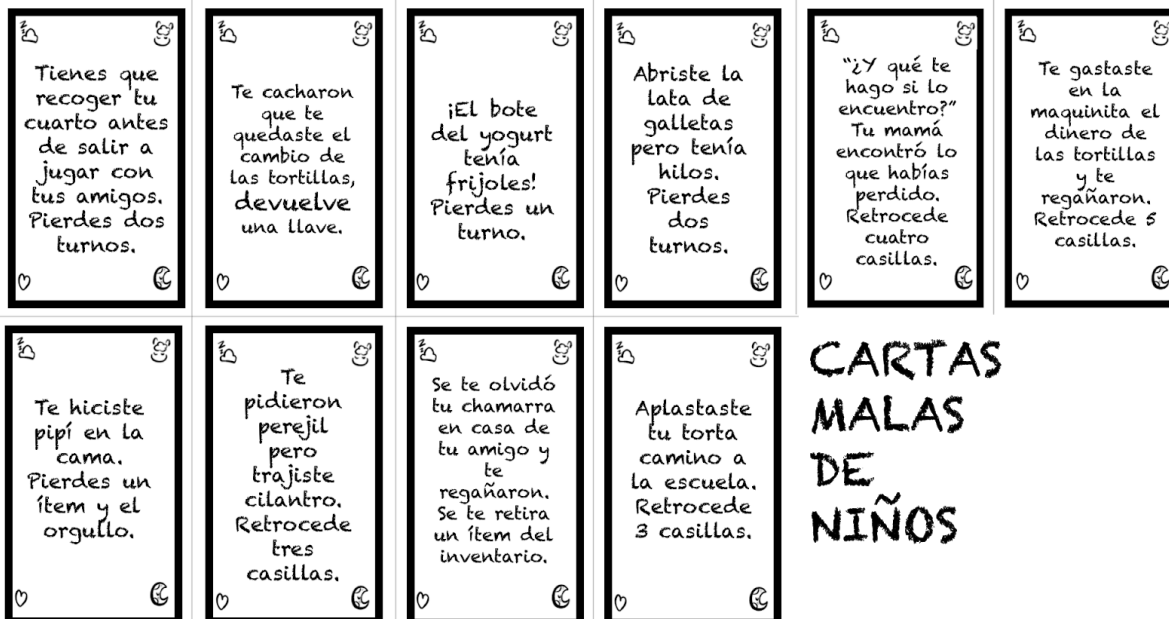 Tienes que
recoger tu
cuarto antes
de salir a
jugar con
tus amigos.
Pierdes dos
turnos.
Te cacharon
que te
quedaste el
cambio de
las tortillas,
devuelve
una llave.
¡El bote
del yogurt
tenía
frijoles!
Pierdes un
turno.
Abriste la
lata de
galletas
pero tenía
hilos.
Pierdes
dos
turnos.
"¿Y qué te
hago si lo
encuentro?"
Tu mamá
encontró lo
que habías
perdido.
Retrocede
cuatro
casillas.
Te gastaste
en la
maquinita el
dinero de
las tortillas
y te
regañaron.
Retrocede 5
casillas.
Te hiciste
pipí en la
cama.
Pierdes un
ítem y el
orgullo.
Te
pidieron
perejil
pero
trajiste
cilantro.
Retrocede
tres
casillas.
Se te olvidó
tu chamarra
en casa de
tu amigo y
te
regañaron.
Se te retira
un ítem del
inventario.
Aplastaste
tu torta
camino a
la escuela.
Retrocede
3 casillas.
CARTAS
MALAS
DE
NIÑOS